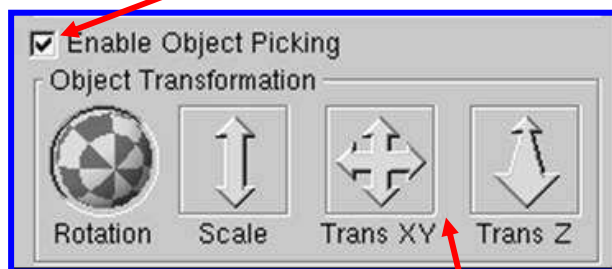 Enable Object Picking
Object Transformation
Rotation Scale Trans XY Trans Z